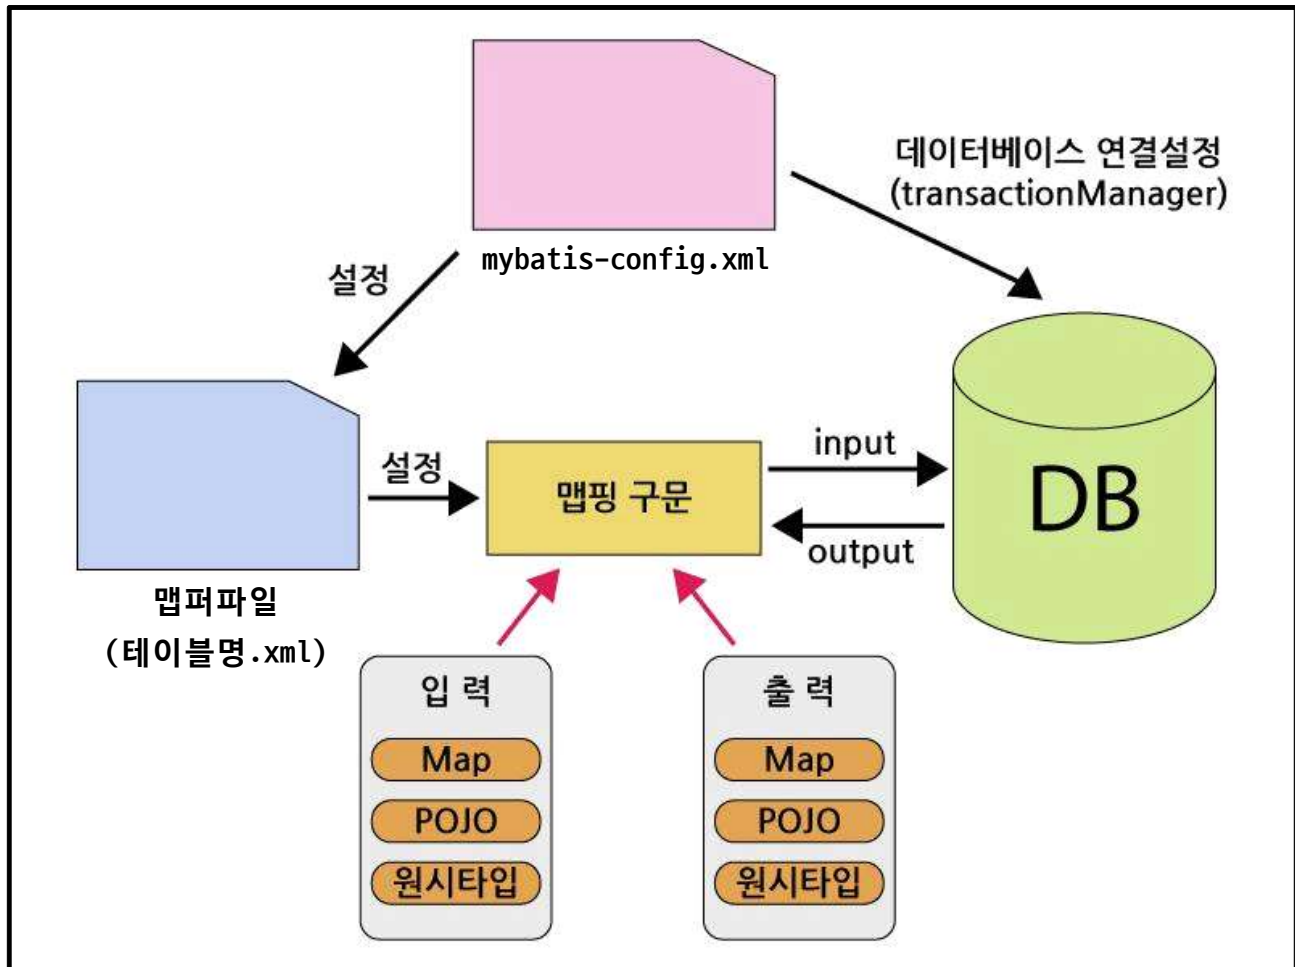 mybatis-config.xml
데이터베이스 연결설정
(transactionManager)
설정
맵퍼파일
(테이블명.xml)
설정
맵핑 구문
input
output
DB
입 력
Map
POJO
원시타입
출 력
Map
POJO
원시타입